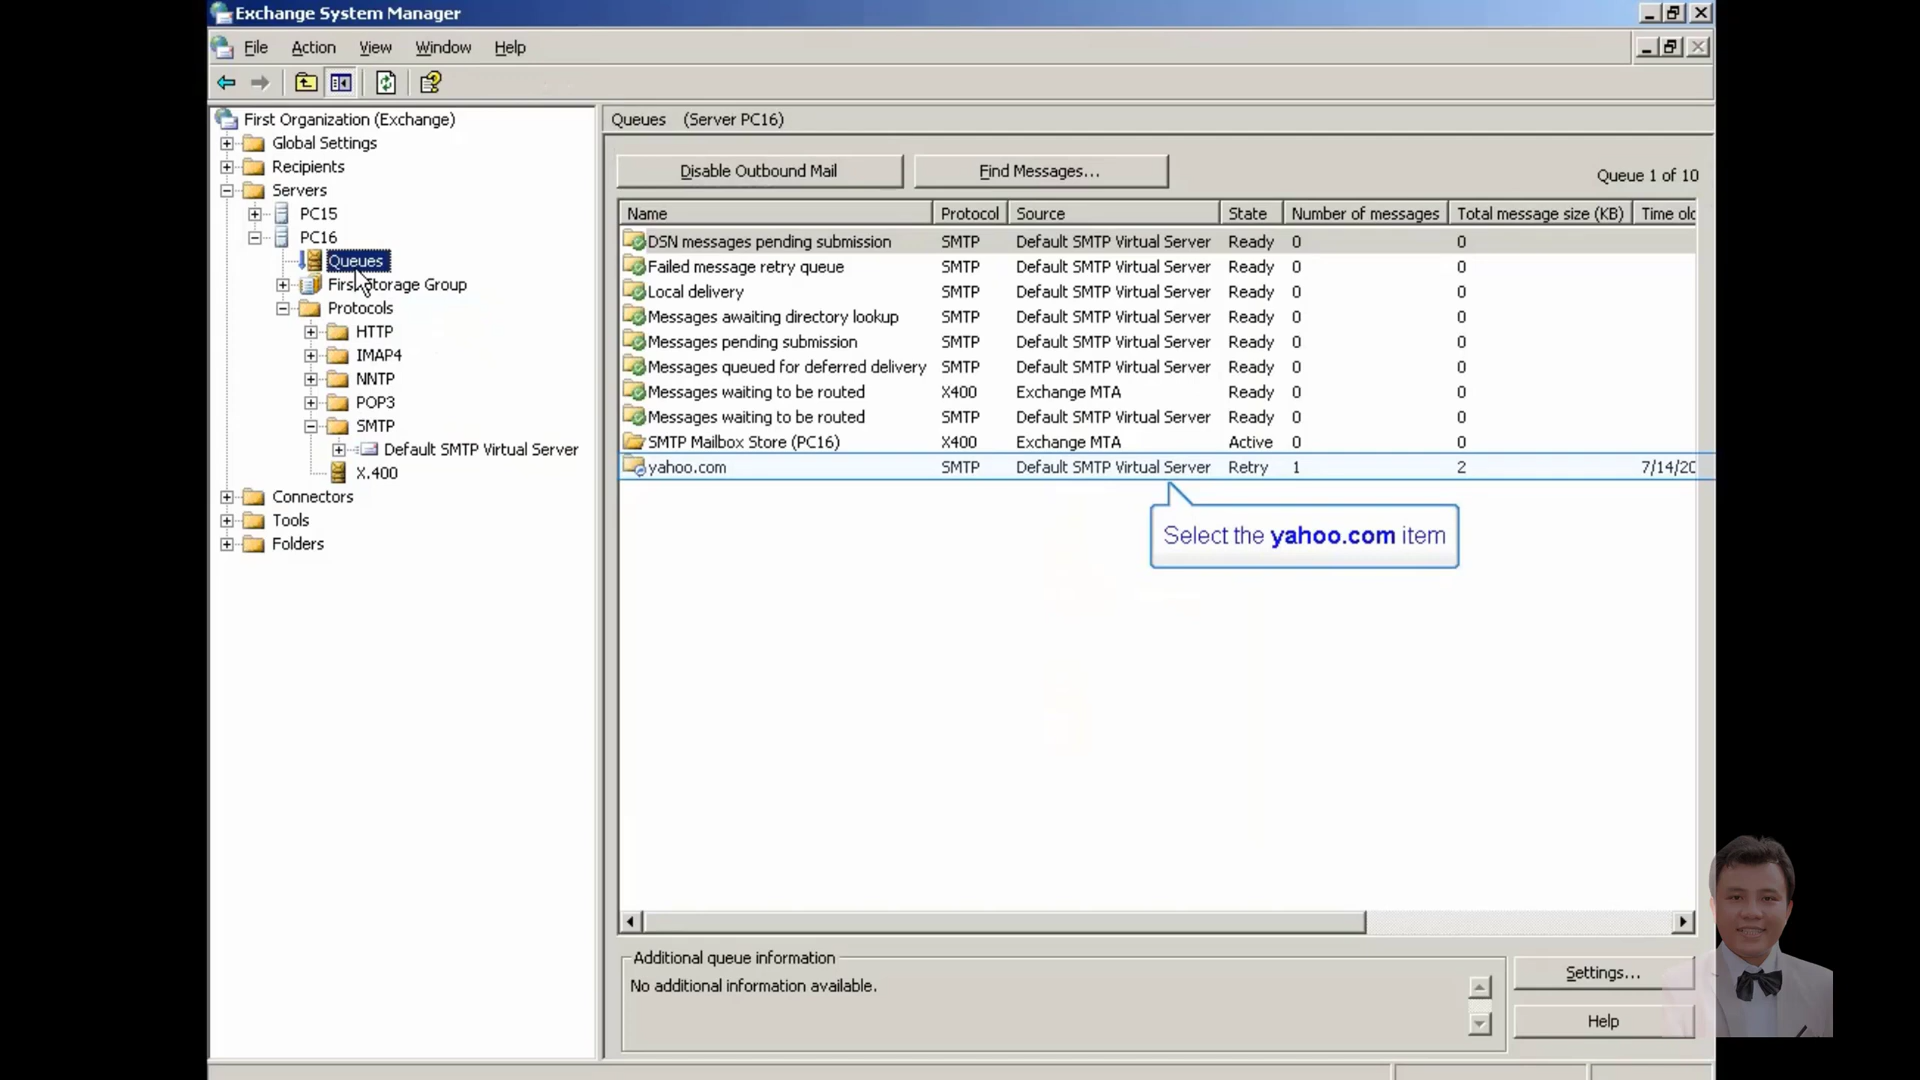 Exchange System Manager
File Action View Window Help
First Organization (Exchange)
Global Settings
Recipients
Servers
PC15
PC16
Queues
First Storage Group
Protocols
HTTP
IMAP4
NNTP
POP3
SMTP
Default SMTP Virtual Server
X.400
Connectors
Tools
Folders
Queues (Server PC16)
Disable Outbound Mail Find Messages... Queue 1 of 10
Name Protocol Source State Number of messages Total message size (KB) Time old
DSN messages pending submission SMTP Default SMTP Virtual Server Ready 0 0
Failed message retry queue SMTP Default SMTP Virtual Server Ready 0 0
Local delivery SMTP Default SMTP Virtual Server Ready 0 0
Messages awaiting directory lookup SMTP Default SMTP Virtual Server Ready 0 0
Messages pending submission SMTP Default SMTP Virtual Server Ready 0 0
Messages queued for deferred delivery SMTP Default SMTP Virtual Server Ready 0 0
Messages waiting to be routed X400 Exchange MTA Ready 0 0
Messages waiting to be routed SMTP Default SMTP Virtual Server Ready 0 0
SMTP Mailbox Store (PC16) X400 Exchange MTA Active 0 0
yahoo.com SMTP Default SMTP Virtual Server Retry 1 2 7/14/20
Select the yahoo.com item
Additional queue information
No additional information available.
Settings...
Help